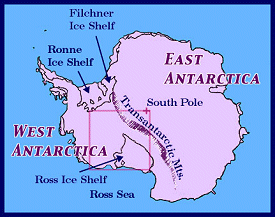 Filchner
Ice Shelf
Ronne
Ice Shelf
EAST
ANTARCTICA
South Pole
Transantarctic Mts.
WEST
ANTARCTICA
Ross Ice Shelf
Ross Sea